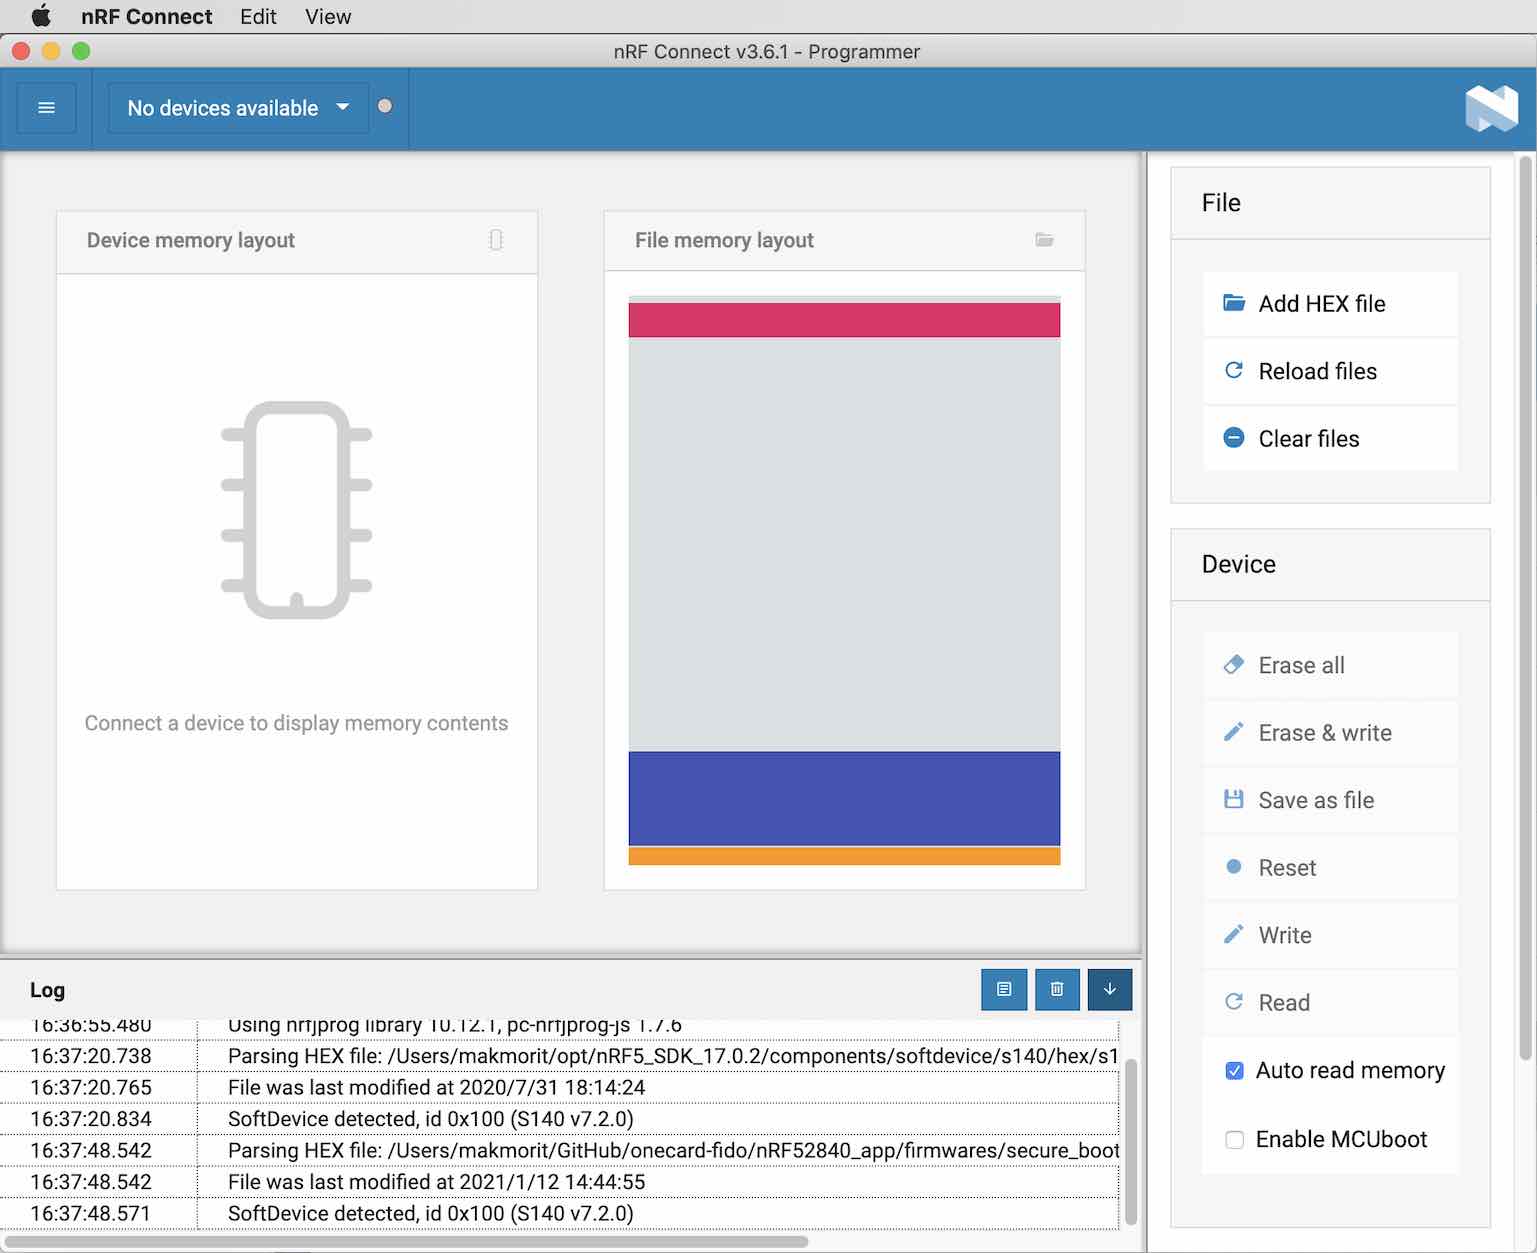 nRF Connect Edit View
nRF Connect v3.6.1 - Programmer
No devices available
Device memory layout
Connect a device to display memory contents
File memory layout
File
Add HEX file
Reload files
Clear files
Device
Erase all
Erase & write
Save as file
Reset
Write
Read
Auto read memory
Enable MCUboot
Log
16:36:55.480 Using nrfjprog library 10.12.1, pc-nrfjprog-js 1.7.6
16:37:20.738 Parsing HEX file: /Users/makmorit/opt/nRF5_SDK_17.0.2/components/softdevice/s140/hex/s1
16:37:20.765 File was last modified at 2020/7/31 18:14:24
16:37:20.834 SoftDevice detected, id 0x100 (S140 v7.2.0)
16:37:48.542 Parsing HEX file: /Users/makmorit/GitHub/onecard-fido/nRF52840_app/firmwares/secure_boot
16:37:48.542 File was last modified at 2021/1/12 14:44:55
16:37:48.571 SoftDevice detected, id 0x100 (S140 v7.2.0)